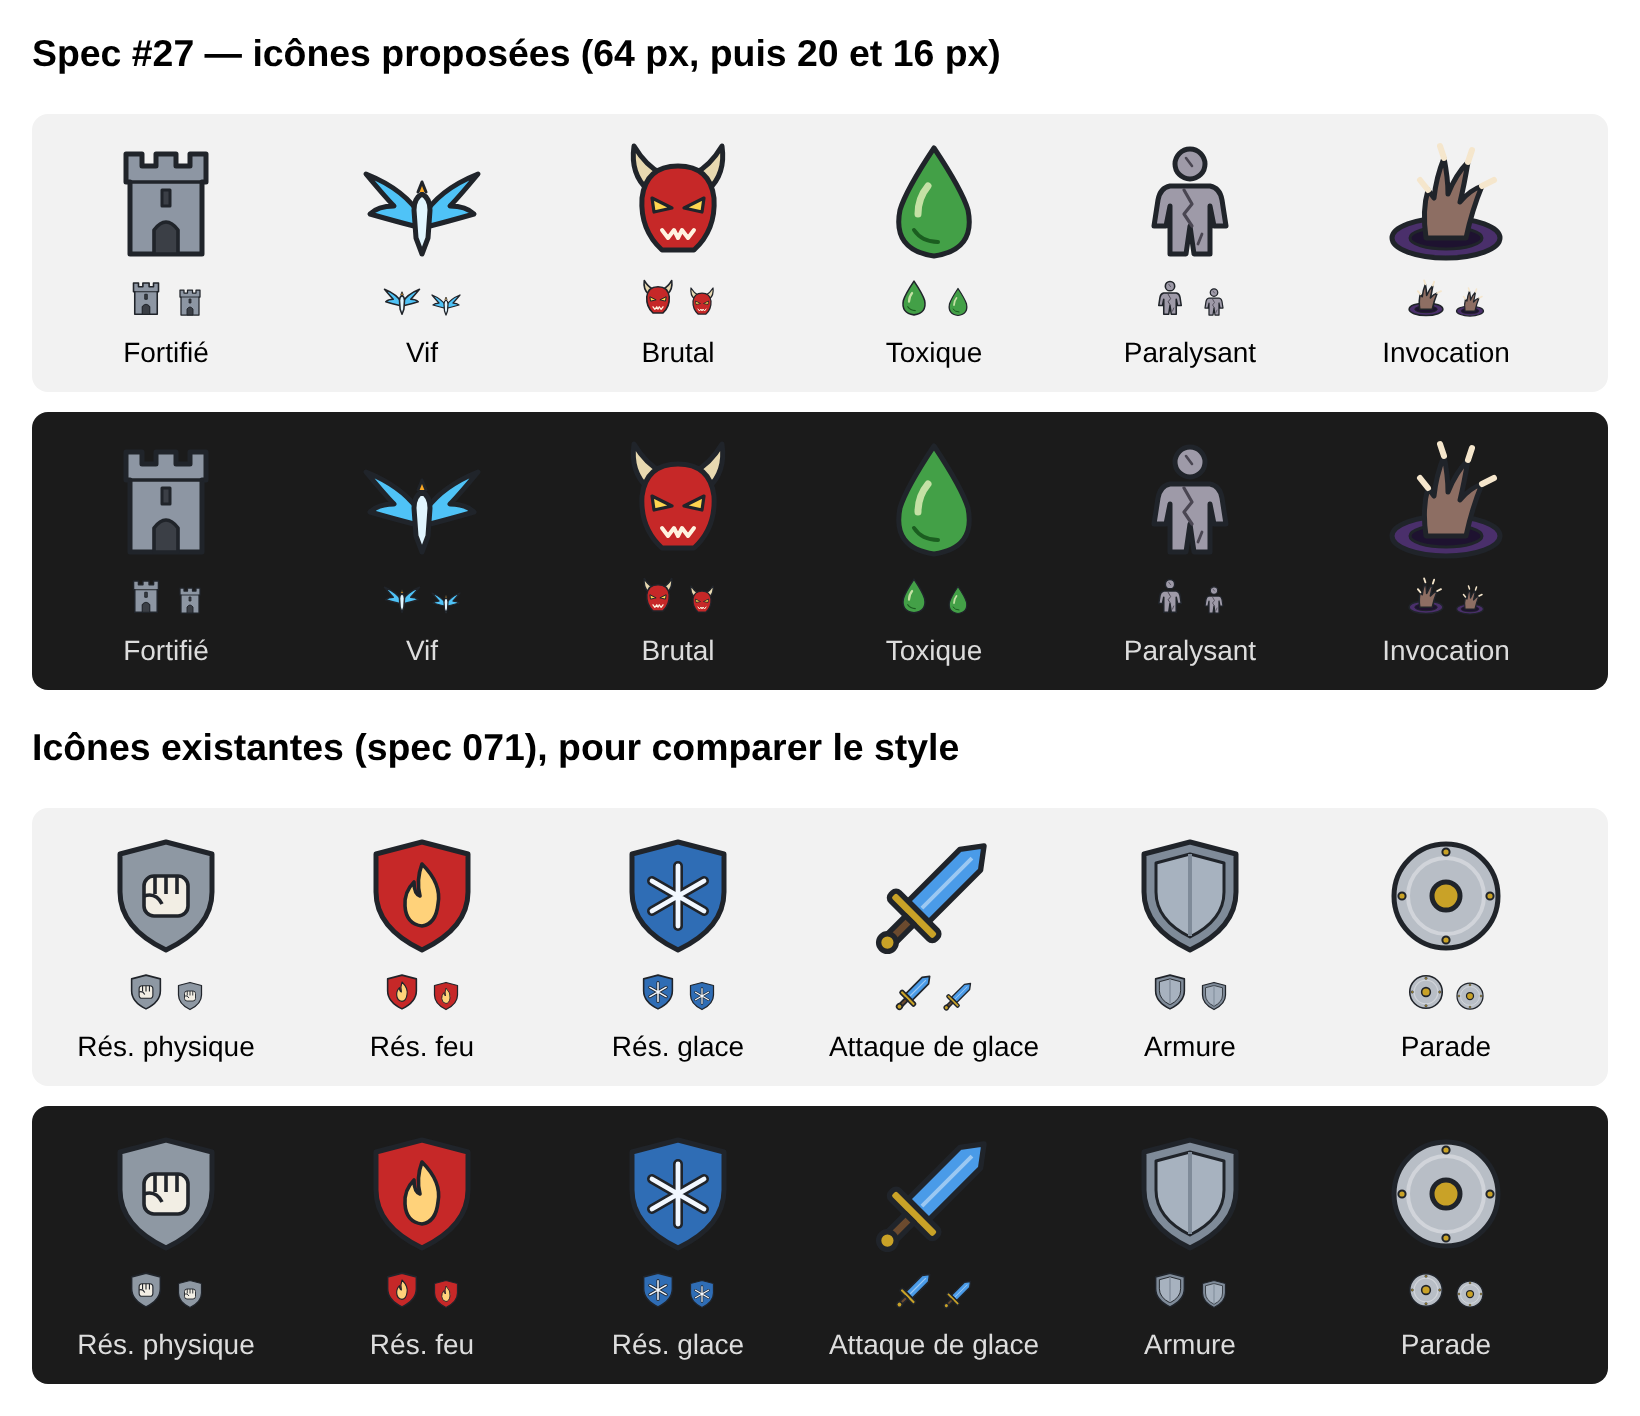 Spec #27 — icônes proposées (64 px, puis 20 et 16 px)
Fortifié Vif Brutal Toxique Paralysant Invocation
Fortifié Vif Brutal Toxique Paralysant Invocation
Icônes existantes (spec 071), pour comparer le style
Rés. physique Rés. feu Rés. glace Attaque de glace Armure Parade
Rés. physique Rés. feu Rés. glace Attaque de glace Armure Parade